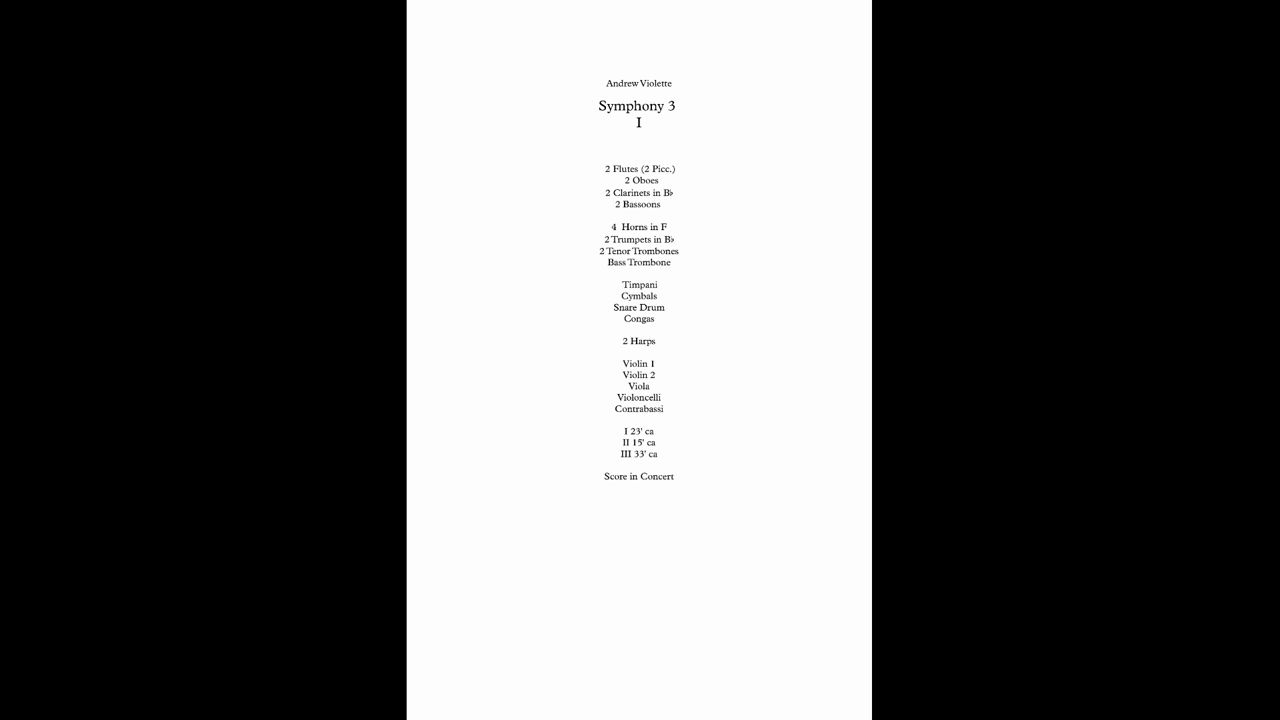 Andrew Violette
Symphony 3
I
2 Flutes (2 Picc.)
2 Oboes
2 Clarinets in B♭
2 Bassoons
4 Horns in F
2 Trumpets in B♭
2 Tenor Trombones
Bass Trombone
Timpani
Cymbals
Snare Drum
Congas
2 Harps
Violin 1
Violin 2
Viola
Violoncelli
Contrabassi
I 23' ca
II 15' ca
III 33' ca
Score in Concert